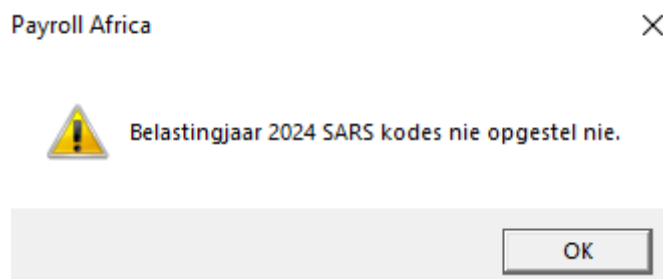 Payroll Africa
Belastingjaar 2024 SARS kodes nie opgestel nie.
OK